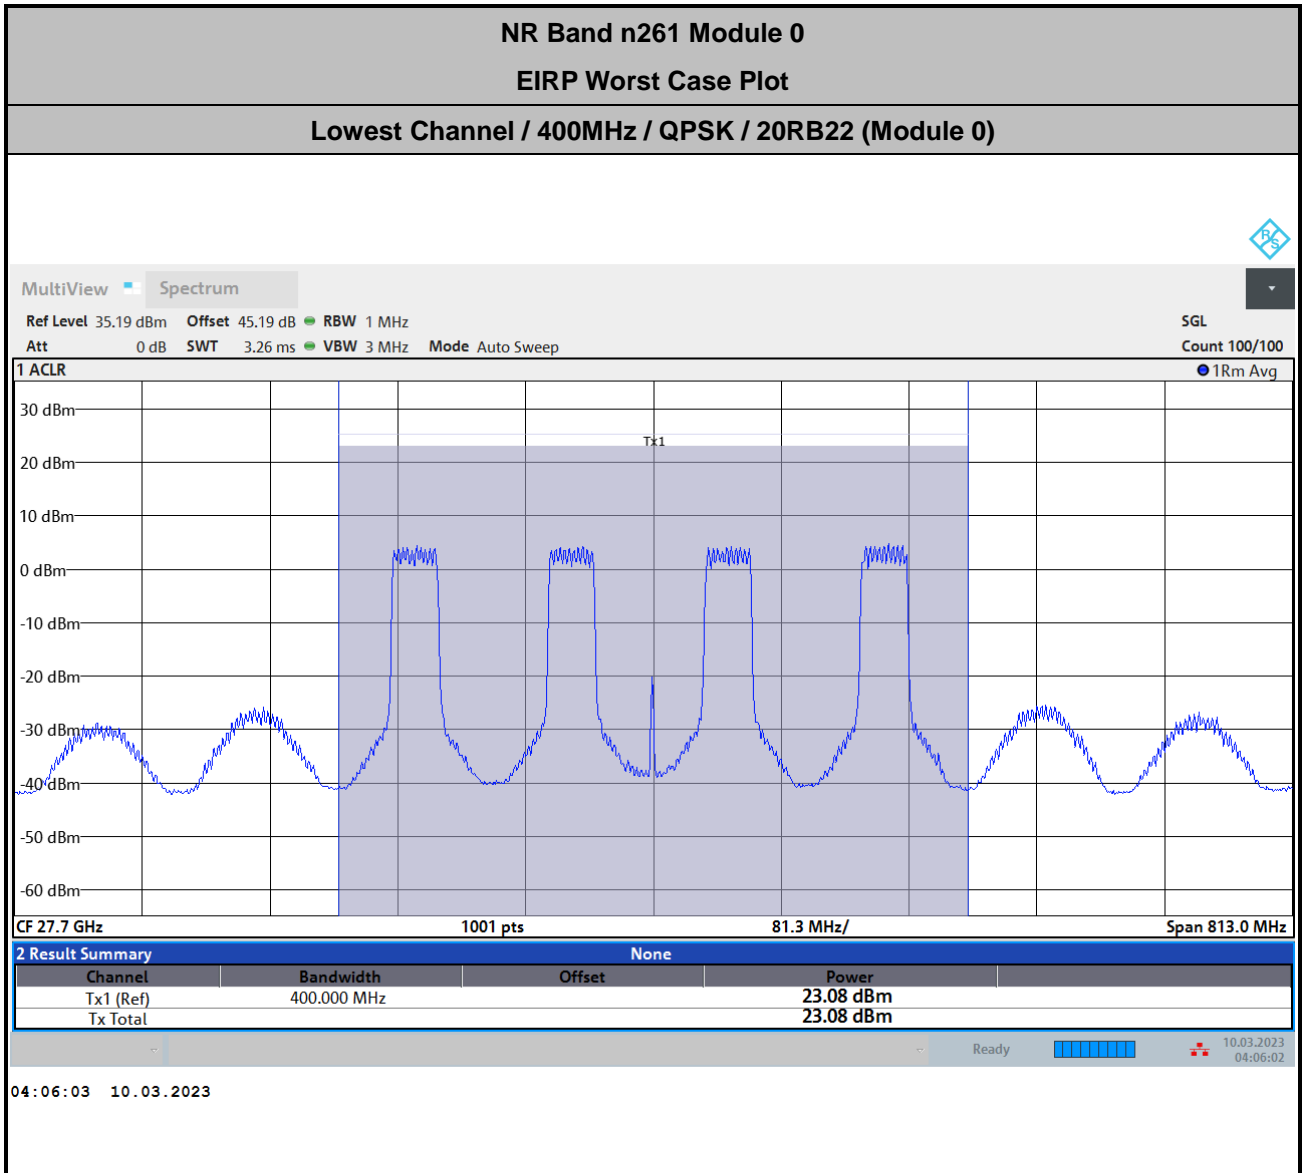 NR Band n261 Module 0
EIRP Worst Case Plot
Lowest Channel / 400MHz / QPSK / 20RB22 (Module 0)
R&S
MultiView Spectrum
Ref Level 35.19 dBm Offset 45.19 dB RBW 1 MHz SGL
Att 0 dB SWT 3.26 ms VBW 3 MHz Mode Auto Sweep Count 100/100
1 ACLR 1Rm Avg
30 dBm
Tx1
20 dBm
10 dBm
0 dBm
-10 dBm
-20 dBm
-30 dBm
-40 dBm
-50 dBm
-60 dBm
CF 27.7 GHz 1001 pts 81.3 MHz/ Span 813.0 MHz
2 Result Summary None
Channel Bandwidth Offset Power
Tx1 (Ref) 400.000 MHz 23.08 dBm
Tx Total 23.08 dBm
Ready 10.03.2023
04:06:02
04:06:03 10.03.2023